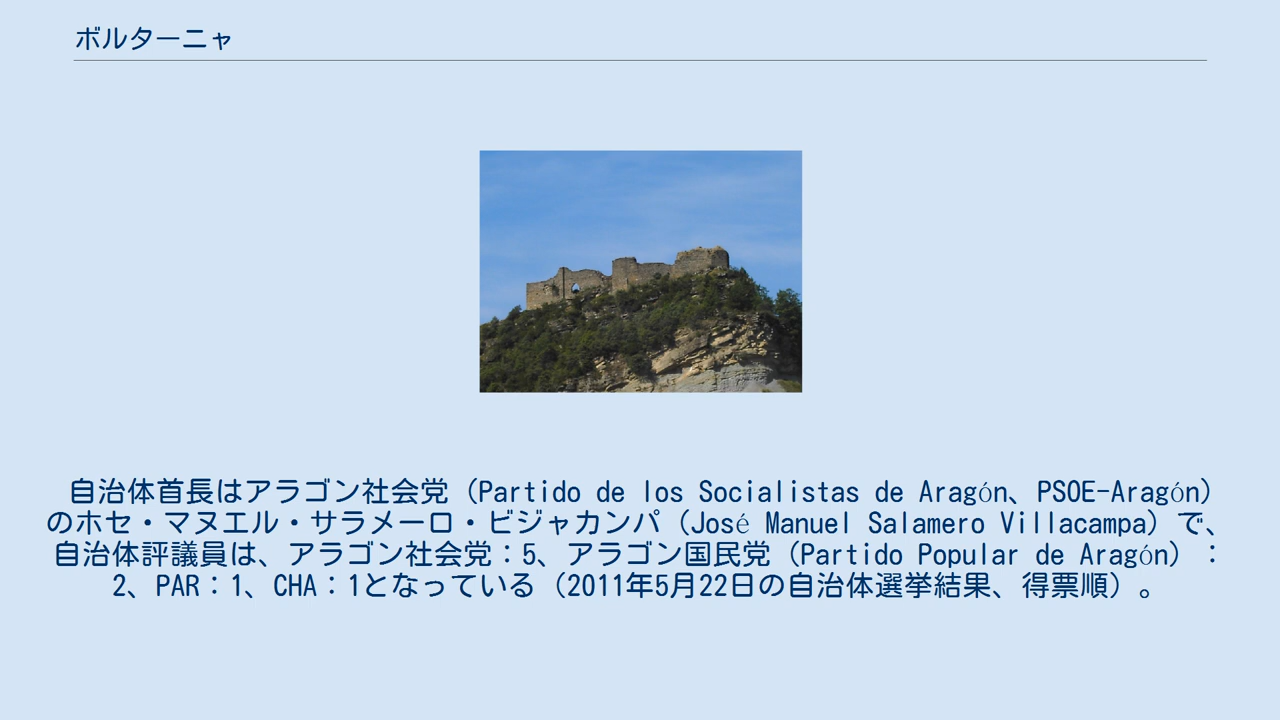 ボルターニャ
自治体首長はアラゴン社会党（Partido de los Socialistas de Aragón、PSOE-Aragón）
のホセ・マヌエル・サラメーロ・ビジャカンパ（José Manuel Salamero Villacampa）で、
自治体評議員は、アラゴン社会党：5、アラゴン国民党（Partido Popular de Aragón）：
2、PAR：1、CHA：1となっている（2011年5月22日の自治体選挙結果、得票順）。